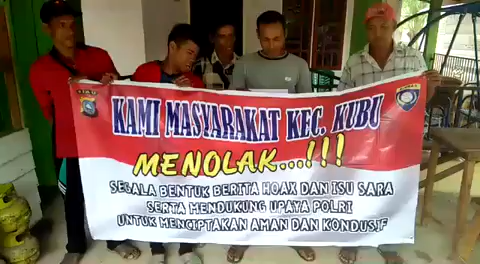 KAMI MASYARAKAT KEC. KUBU
MENOLAK...!!!
SEGALA BENTUK BERITA HOAX DAN ISU SARA
SERTA MENDUKUNG UPAYA POLRI
UNTUK MENCIPTAKAN AMAN DAN KONDUSIF